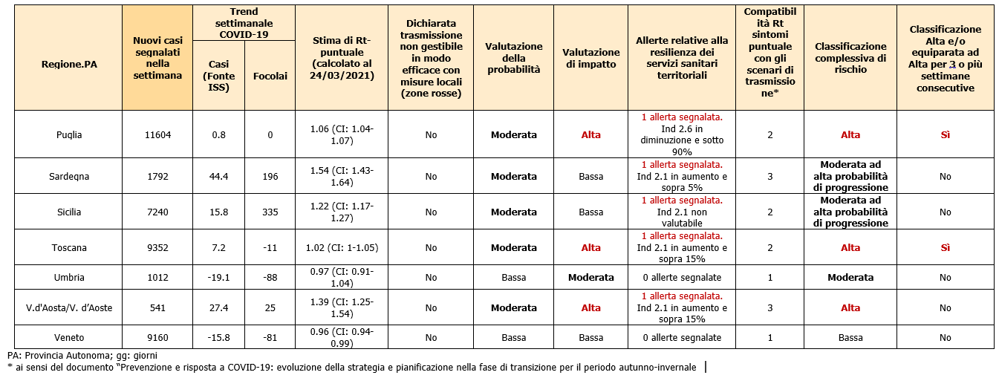 Regione.PA
Nuovi casi
segnalati
nella
settimana
Trend
settimanale
COVID-19
Casi
(Fonte
ISS)
Focolai
Stima di Rt-
puntuale
(calcolato al
24/03/2021)
Dichiarata
trasmissione
non gestibile
in modo
efficace con
misure locali
(zone rosse)
Valutazione
della
probabilità
Valutazione
di impatto
Allerte relative alla
resilienza dei
servizi sanitari
territoriali
Compatibil
ità Rt
sintomi
puntuale
con gli
scenari di
trasmissio
ne*
Classificazione
complessiva di
rischio
Classificazione
Alta e/o
equiparata ad
Alta per 3 o più
settimane
consecutive
Puglia
11604
0.8
0
1.06 (CI: 1.04-
1.07)
No
Moderata
Alta
1 allerta segnalata.
Ind 2.6 in
diminuzione e sotto
90%
2
Alta
Sì
Sardegna
1792
44.4
196
1.54 (CI: 1.43-
1.64)
No
Moderata
Bassa
1 allerta segnalata.
Ind 2.1 in aumento e
sopra 5%
3
Moderata ad
alta probabilità
di progressione
No
Sicilia
7240
15.8
335
1.22 (CI: 1.17-
1.27)
No
Moderata
Bassa
1 allerta segnalata.
Ind 2.1 non
valutabile
2
Moderata ad
alta probabilità
di progressione
No
Toscana
9352
7.2
-11
1.02 (CI: 1-1.05)
No
Moderata
Alta
1 allerta segnalata.
Ind 2.1 in aumento e
sopra 15%
2
Alta
Sì
Umbria
1012
-19.1
-88
0.97 (CI: 0.91-
1.04)
No
Bassa
Moderata
0 allerte segnalate
1
Moderata
No
V.d'Aosta/V. d’Aoste
541
27.4
25
1.39 (CI: 1.25-
1.54)
No
Moderata
Alta
1 allerta segnalata.
Ind 2.1 in aumento e
sopra 15%
3
Alta
No
Veneto
9160
-15.8
-81
0.96 (CI: 0.94-
0.99)
No
Bassa
Bassa
0 allerte segnalate
1
Bassa
No
PA: Provincia Autonoma; gg: giorni
* ai sensi del documento “Prevenzione e risposta a COVID-19: evoluzione della strategia e pianificazione nella fase di transizione per il periodo autunno-invernale